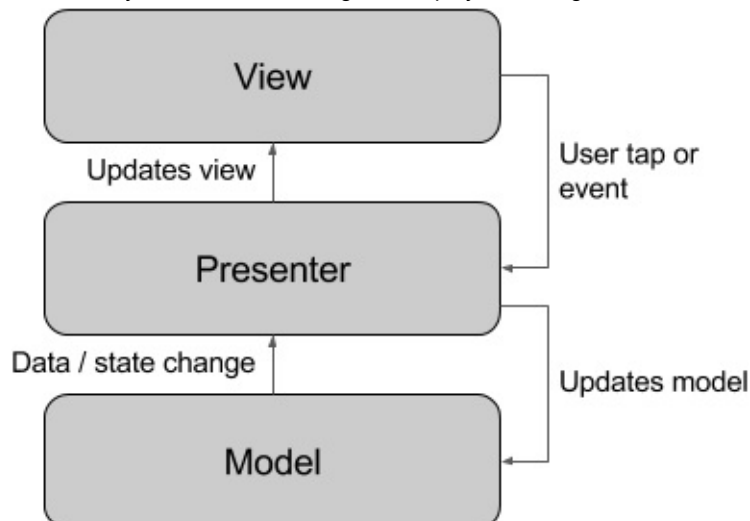 View
Updates view
User tap or
event
Presenter
Data / state change
Updates model
Model